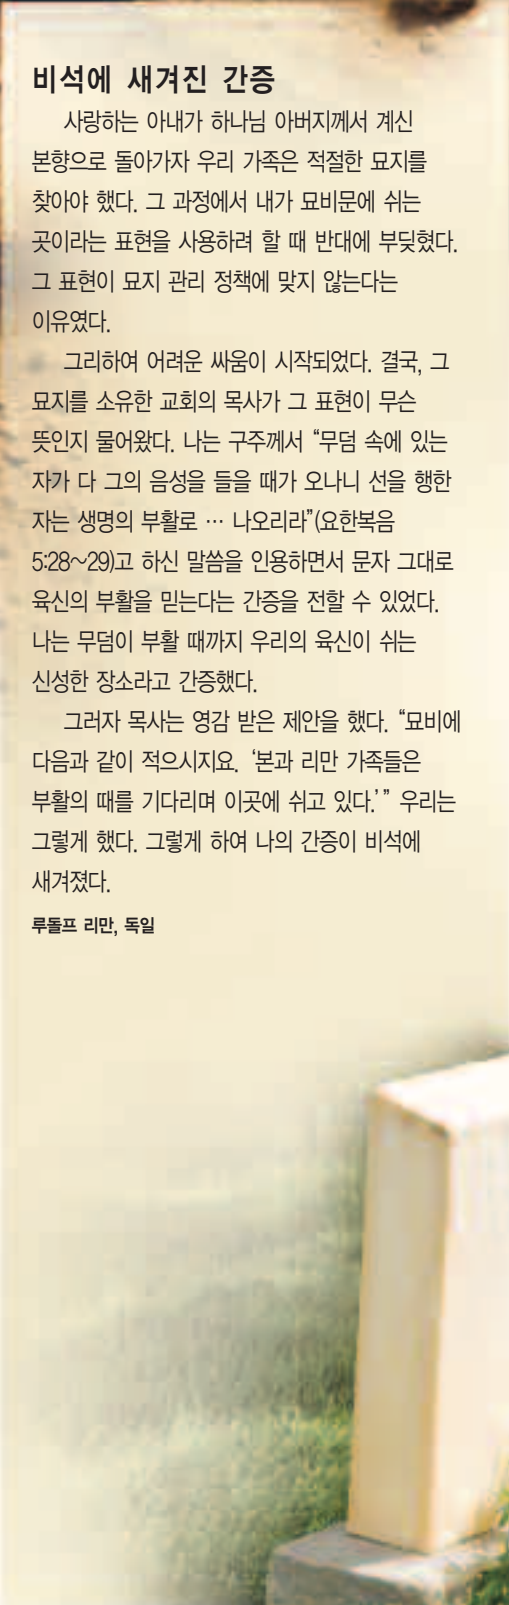 비석에 새겨진 간증
사랑하는 아내가 하나님 아버지께서 계신
본향으로 돌아가자 우리 가족은 적절한 묘지를
찾아야 했다. 그 과정에서 내가 묘비문에 쉬는
곳이라는 표현을 사용하려 할 때 반대에 부딪혔다.
그 표현이 묘지 관리 정책에 맞지 않는다는
이유였다.
그리하여 어려운 싸움이 시작되었다. 결국, 그
묘지를 소유한 교회의 목사가 그 표현이 무슨
뜻인지 물어왔다. 나는 구주께서 “무덤 속에 있는
자가 다 그의 음성을 들을 때가 오나니 선을 행한
자는 생명의 부활로 … 나오리라”(요한복음
5:28~29)고 하신 말씀을 인용하면서 문자 그대로
육신의 부활을 믿는다는 간증을 전할 수 있었다.
나는 무덤이 부활 때까지 우리의 육신이 쉬는
신성한 장소라고 간증했다.
그러자 목사는 영감 받은 제안을 했다. “묘비에
다음과 같이 적으시지요. ‘본과 리만 가족들은
부활의 때를 기다리며 이곳에 쉬고 있다.’” 우리는
그렇게 했다. 그렇게 하여 나의 간증이 비석에
새겨졌다.
루돌프 리만, 독일